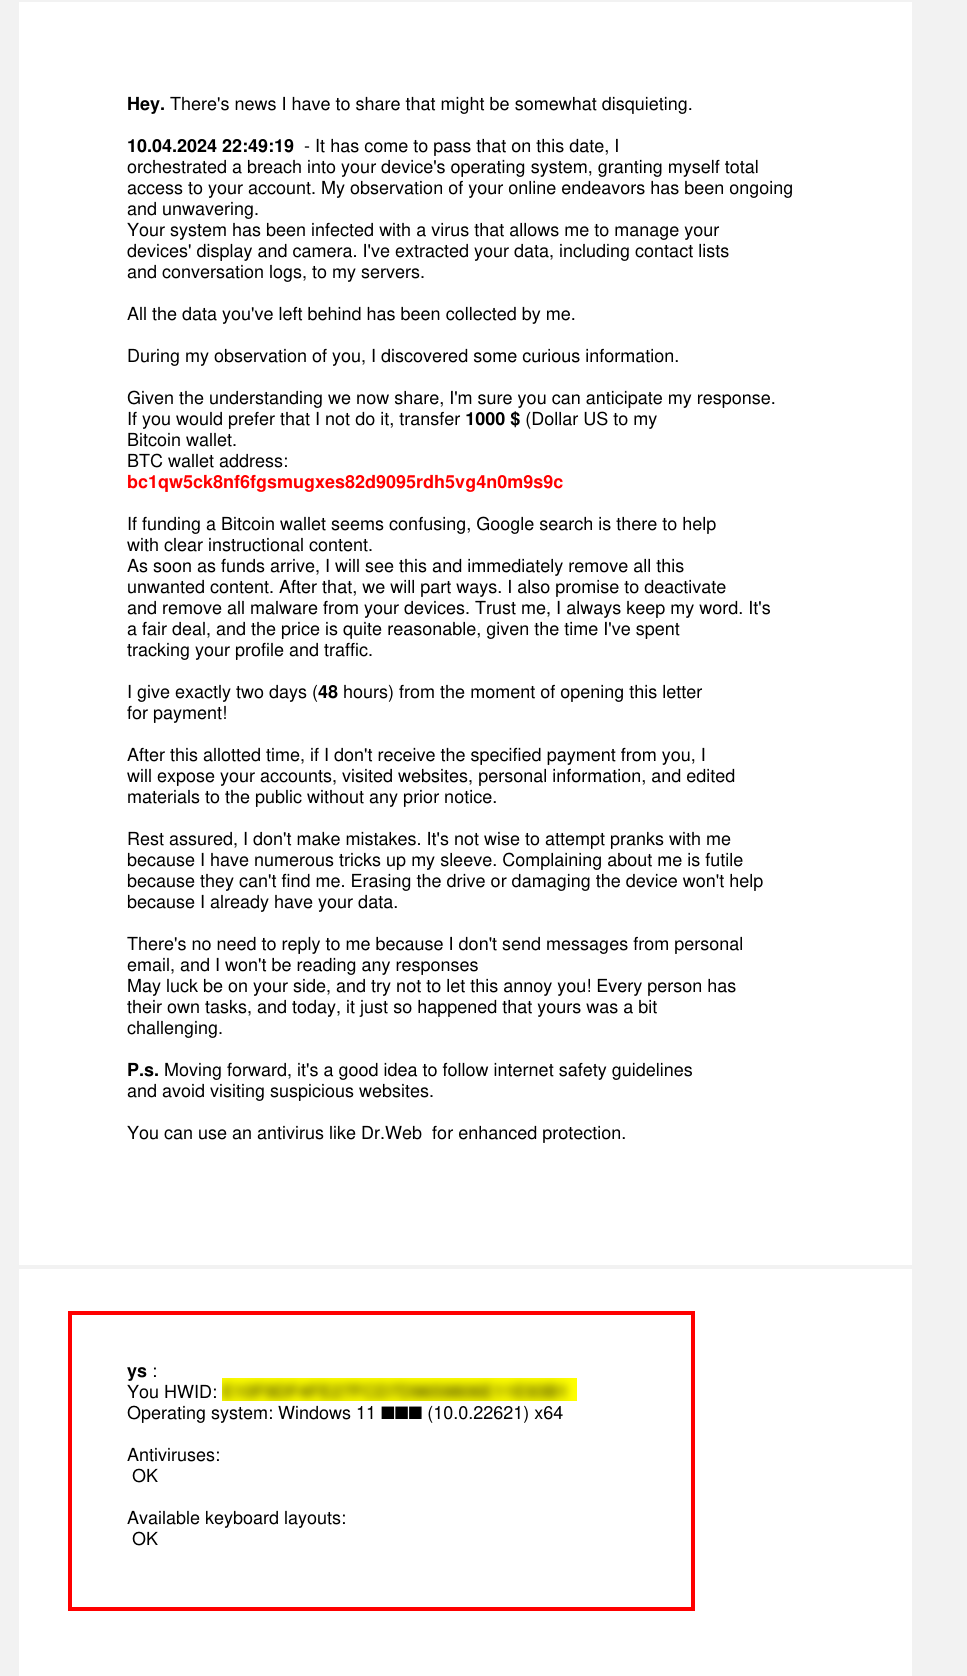 Hey. There's news I have to share that might be somewhat disquieting.
10.04.2024 22:49:19 - It has come to pass that on this date, I
orchestrated a breach into your device's operating system, granting myself total
access to your account. My observation of your online endeavors has been ongoing
and unwavering.
Your system has been infected with a virus that allows me to manage your
devices' display and camera. I've extracted your data, including contact lists
and conversation logs, to my servers.
All the data you've left behind has been collected by me.
During my observation of you, I discovered some curious information.
Given the understanding we now share, I'm sure you can anticipate my response.
If you would prefer that I not do it, transfer 1000 $ (Dollar US to my
Bitcoin wallet.
BTC wallet address:
bc1qw5ck8nf6fgsmugxes82d9095rdh5vg4n0m9s9c
If funding a Bitcoin wallet seems confusing, Google search is there to help
with clear instructional content.
As soon as funds arrive, I will see this and immediately remove all this
unwanted content. After that, we will part ways. I also promise to deactivate
and remove all malware from your devices. Trust me, I always keep my word. It's
a fair deal, and the price is quite reasonable, given the time I've spent
tracking your profile and traffic.
I give exactly two days (48 hours) from the moment of opening this letter
for payment!
After this allotted time, if I don't receive the specified payment from you, I
will expose your accounts, visited websites, personal information, and edited
materials to the public without any prior notice.
Rest assured, I don't make mistakes. It's not wise to attempt pranks with me
because I have numerous tricks up my sleeve. Complaining about me is futile
because they can't find me. Erasing the drive or damaging the device won't help
because I already have your data.
There's no need to reply to me because I don't send messages from personal
email, and I won't be reading any responses
May luck be on your side, and try not to let this annoy you! Every person has
their own tasks, and today, it just so happened that yours was a bit
challenging.
P.s. Moving forward, it's a good idea to follow internet safety guidelines
and avoid visiting suspicious websites.
You can use an antivirus like Dr.Web for enhanced protection.
ys :
You HWID:
Operating system: Windows 11 ■■■ (10.0.22621) x64
Antiviruses:
OK
Available keyboard layouts:
OK